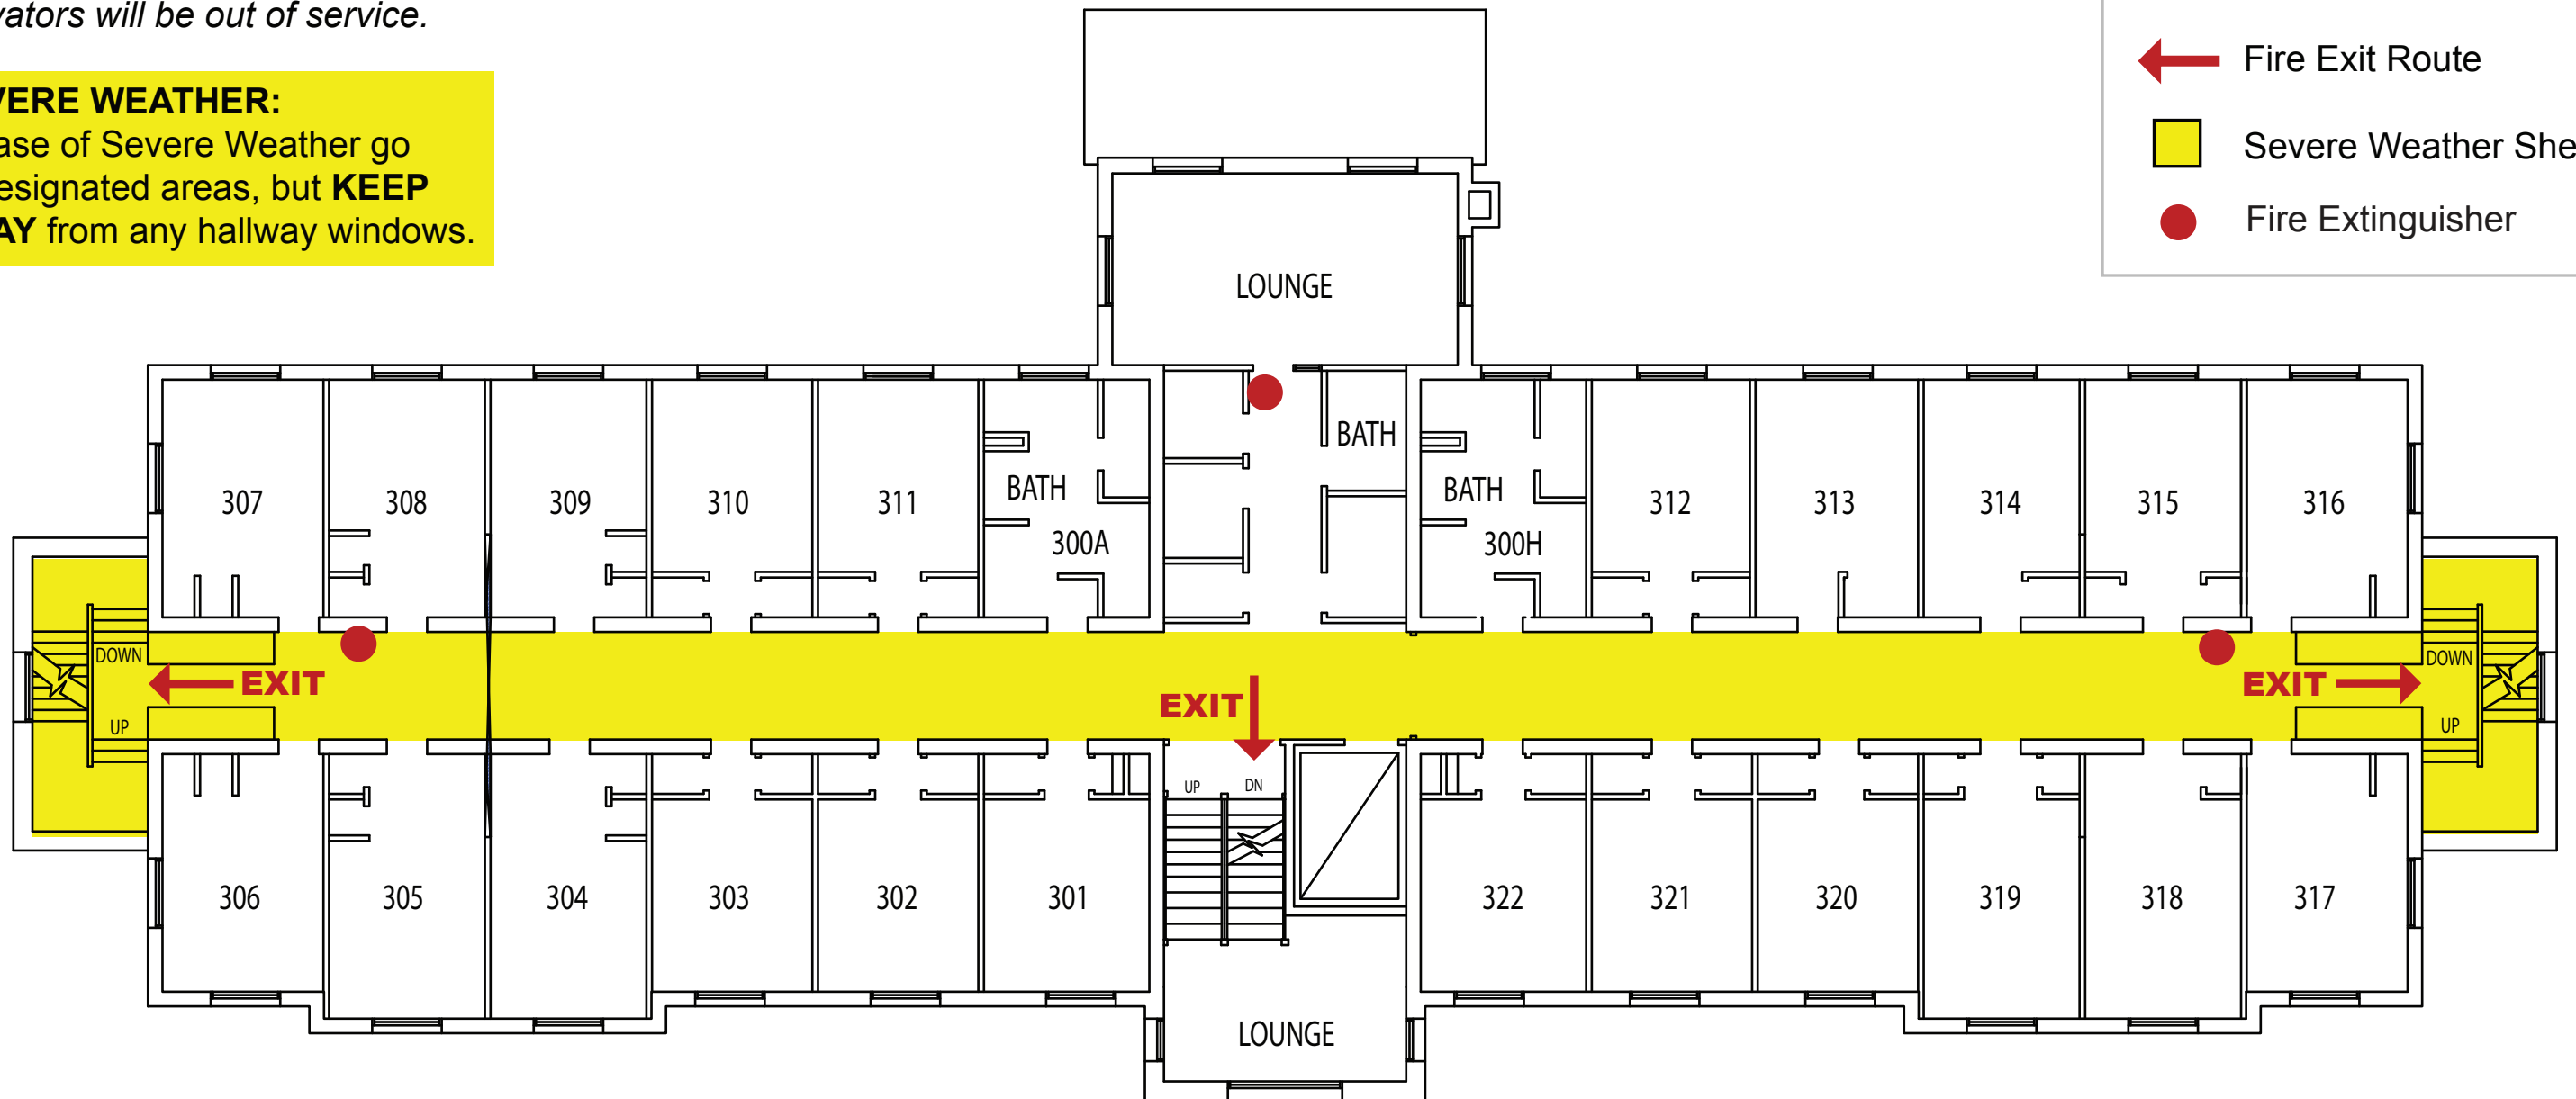 vators will be out of service.
VERE WEATHER:
ase of Severe Weather go
esignated areas, but KEEP
AY from any hallway windows.
Fire Exit Route
Severe Weather She
Fire Extinguisher
LOUNGE
BATH
307
308
309
310
311
BATH
300A
BATH
300H
312
313
314
315
316
DOWN
UP
EXIT
EXIT
EXIT
DOWN
UP
UP
DN
306
305
304
303
302
301
322
321
320
319
318
317
LOUNGE